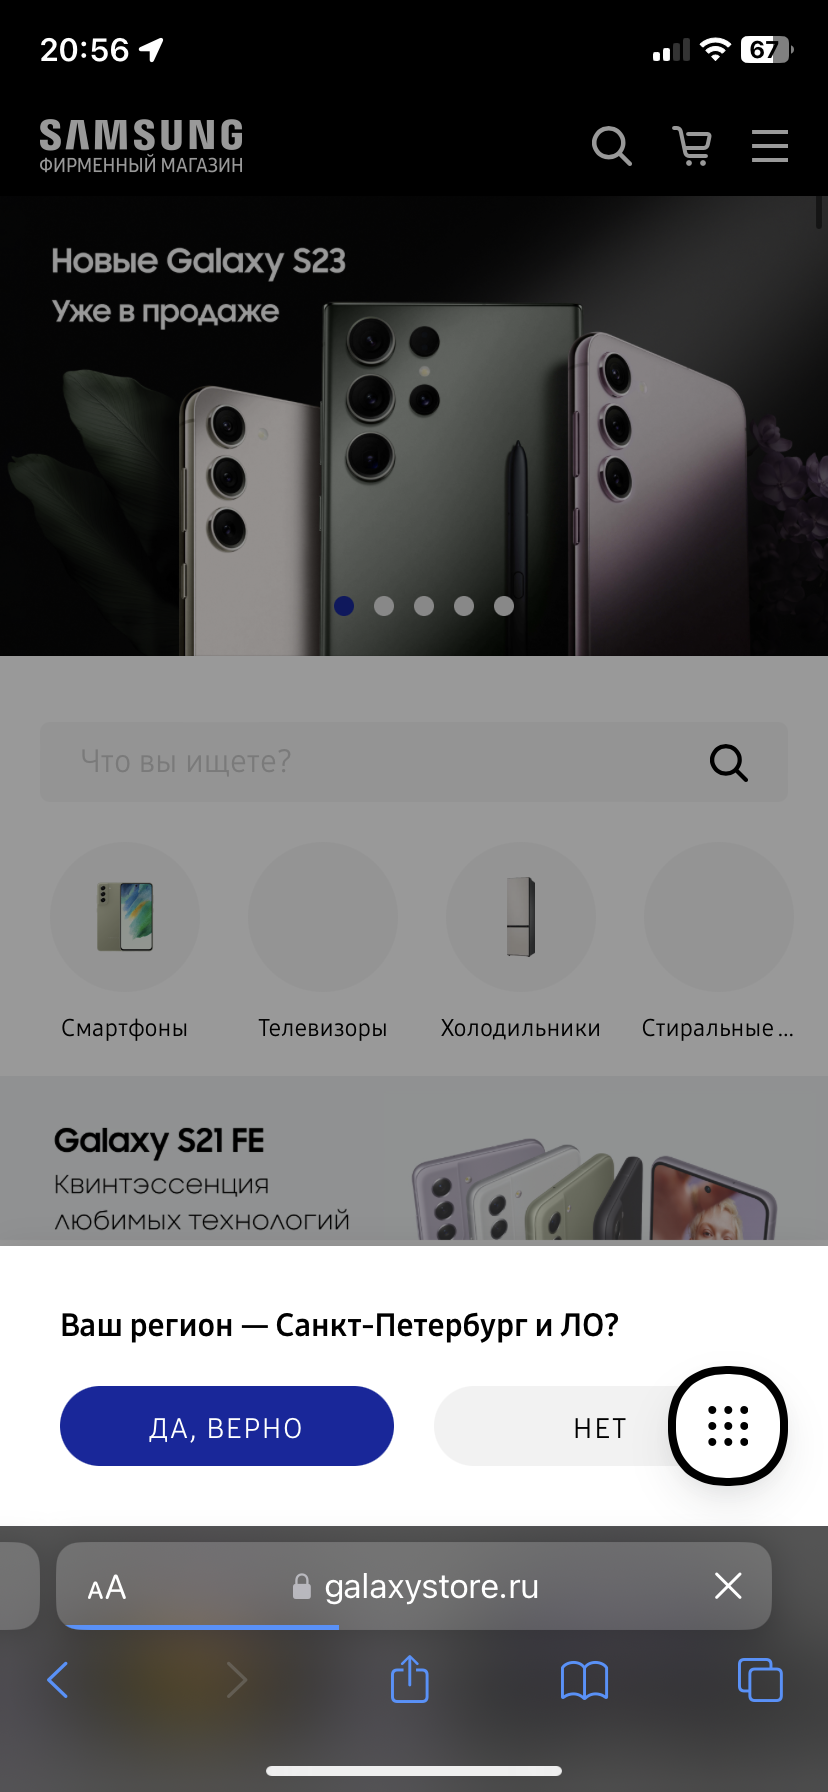 20:56
67
SAMSUNG
ФИРМЕННЫЙ МАГАЗИН
Новые Galaxy S23
Уже в продаже
Что вы ищете?
Смартфоны Телевизоры Холодильники Стиральные ...
Galaxy S21 FE
Квинтэссенция
любимых технологий
Ваш регион — Санкт-Петербург и ЛО?
ДА, ВЕРНО НЕТ
AA galaxystore.ru